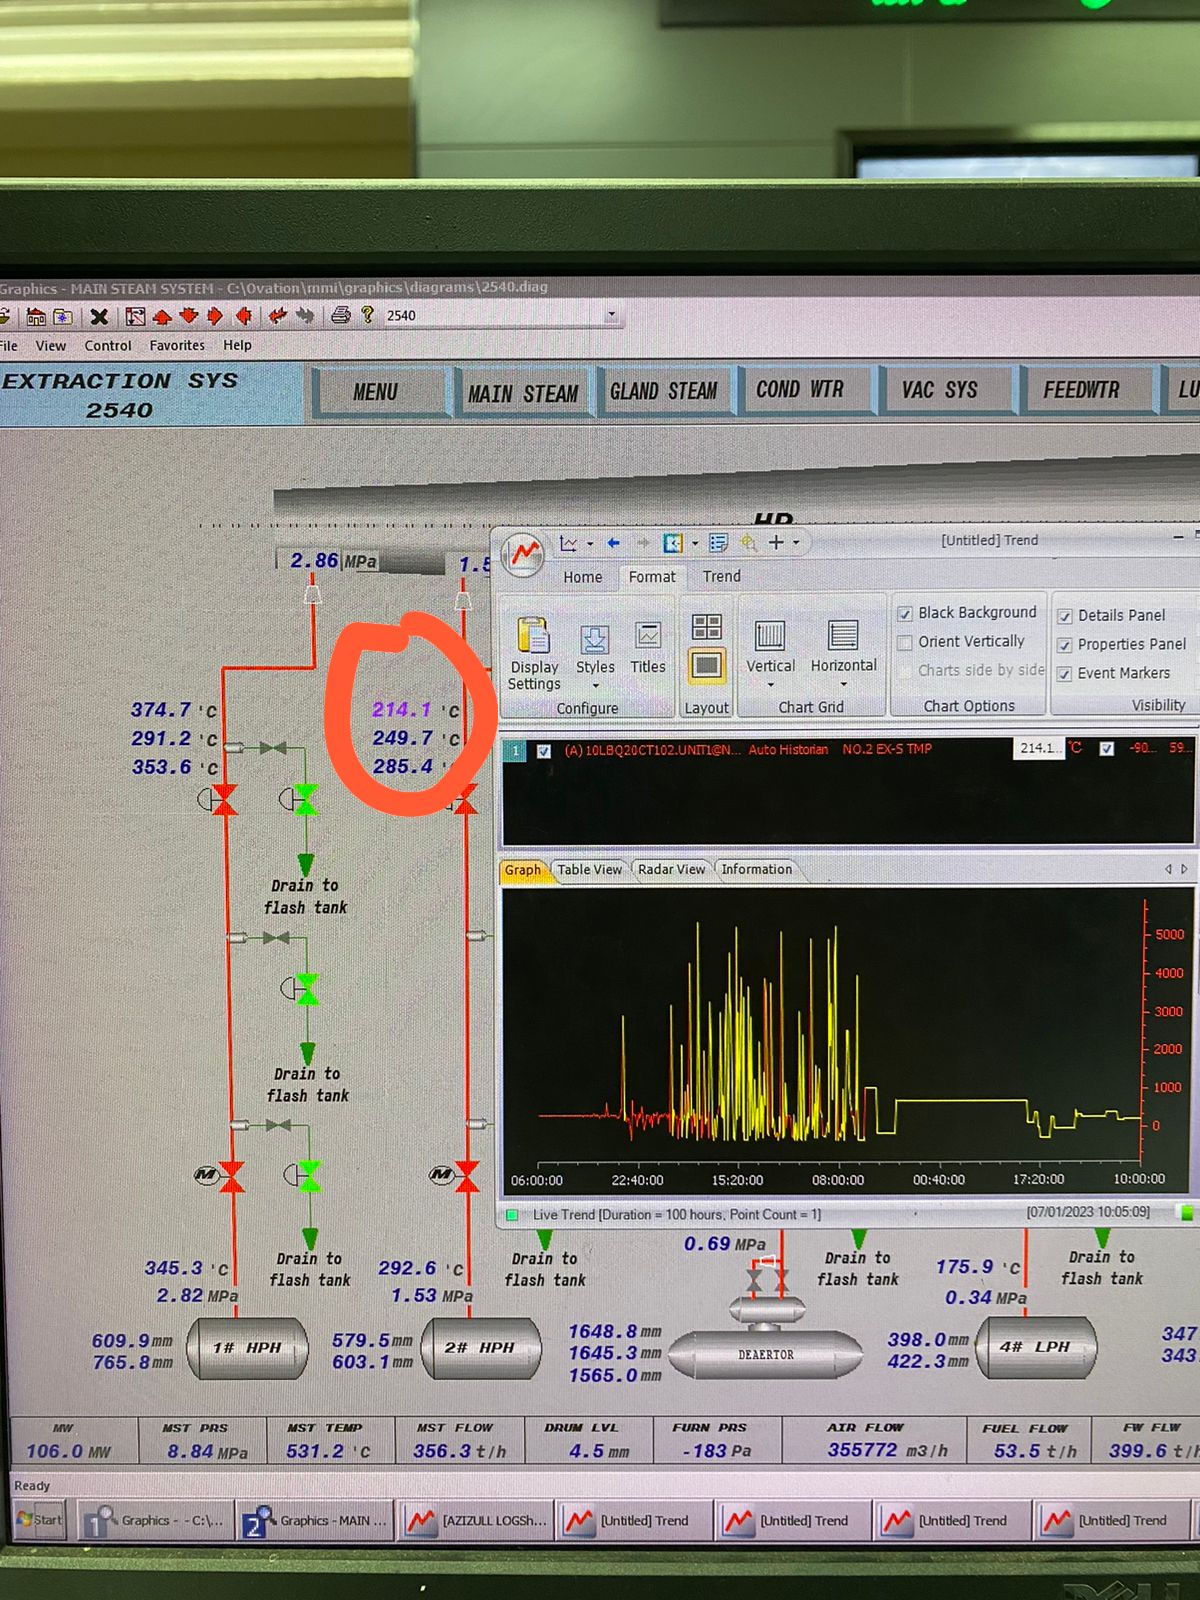 Graphics - MAIN STEAM SYSTEM - C:\Ovation\mmi\graphics\diagrams\2540.diag
2540
File View Control Favorites Help
EXTRACTION SYS
2540
MENU
MAIN STEAM
GLAND STEAM
COND WTR
VAC SYS
FEEDWTR
LU
HP
2.86 MPa
1.5
[Untitled] Trend
Home Format Trend
Display Settings
Styles
Titles
Configure
Layout
Vertical
Horizontal
Chart Grid
Black Background
Orient Vertically
Charts side by side
Chart Options
Details Panel
Properties Panel
Event Markers
Visibility
374.7 °C
291.2 °C
353.6 °C
214.1 °C
249.7 °C
285.4
1 (A) 10LBQ20CT102.UNIT1@N... Auto Historian NO.2 EX-S TMP 214.1... °C -90... 59...
Graph Table View Radar View Information
5000
4000
3000
2000
1000
0
06:00:00 22:40:00 15:20:00 08:00:00 00:40:00 17:20:00 10:00:00
Live Trend [Duration = 100 hours, Point Count = 1] [07/01/2023 10:05:09]
Drain to
flash tank
Drain to
flash tank
M
M
Drain to
flash tank
Drain to
flash tank
Drain to
flash tank
Drain to
flash tank
345.3 °C
2.82 MPa
292.6 °C
1.53 MPa
0.69 MPa
175.9 °C
0.34 MPa
609.9 mm
765.8 mm
1# HPH
579.5 mm
603.1 mm
2# HPH
1648.8 mm
1645.3 mm
1565.0 mm
DEAERTOR
398.0 mm
422.3 mm
4# LPH
347
343
MW MST PRS MST TEMP MST FLOW DRUM LVL FURN PRS AIR FLOW FUEL FLOW FW FLW
106.0 MW 8.84 MPa 531.2 °C 356.3 t/h 4.5 mm -183 Pa 355772 m3/h 53.5 t/h 399.6 t/h
Ready
Start
1 Graphics - - C:\...
2 Graphics - MAIN ...
[AZIZULL LOGSh...
[Untitled] Trend
[Untitled] Trend
[Untitled] Trend
[Untitled] Trend